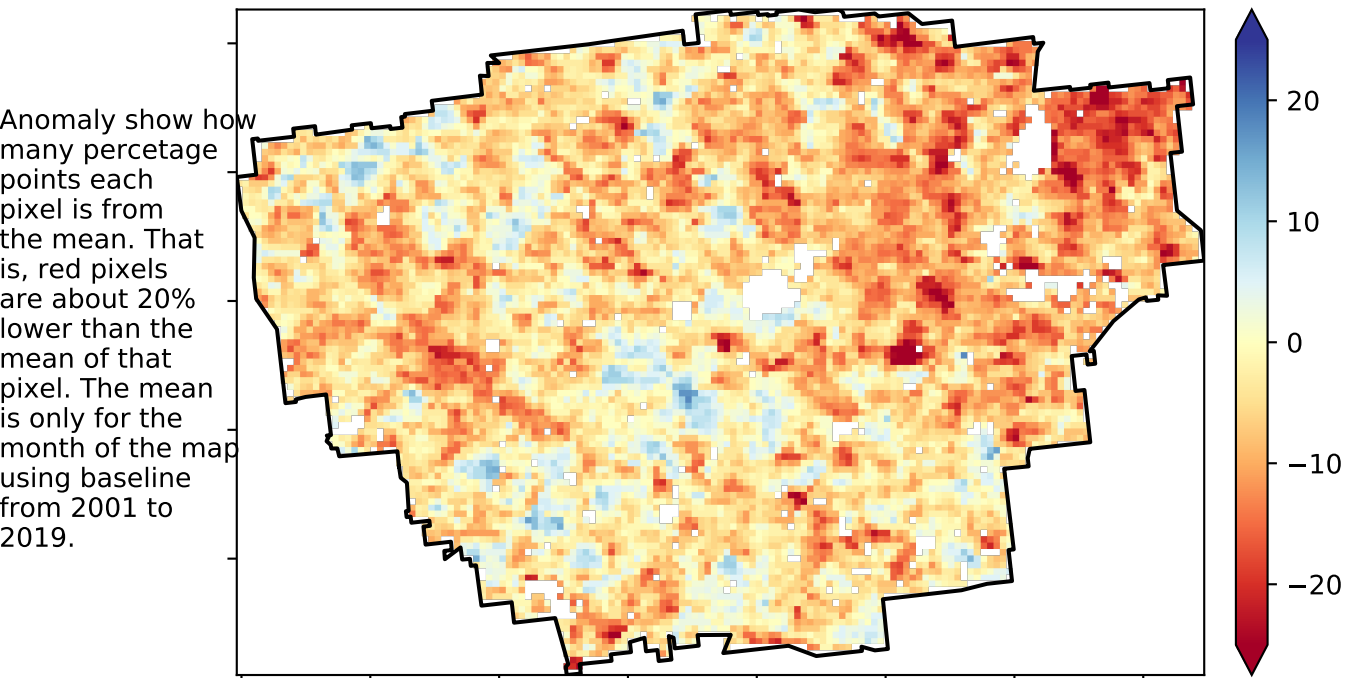 Anomaly show how
many percetage
points each
pixel is from
the mean. That
is, red pixels
are about 20%
lower than the
mean of that
pixel. The mean
is only for the
month of the map
using baseline
from 2001 to
2019.
20
10
0
−10
−20